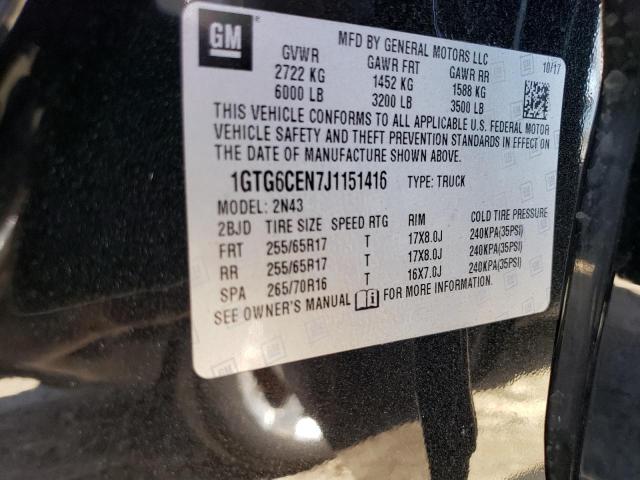 GM
MFD BY GENERAL MOTORS LLC
10/17
GVWR GAWR FRT GAWR RR
2722 KG 1452 KG 1588 KG
6000 LB 3200 LB 3500 LB
THIS VEHICLE CONFORMS TO ALL APPLICABLE U.S. FEDERAL MOTOR
VEHICLE SAFETY AND THEFT PREVENTION STANDARDS IN EFFECT ON
THE DATE OF MANUFACTURE SHOWN ABOVE.
1GTG6CEN7J1151416 TYPE: TRUCK
MODEL: 2N43
2BJD TIRE SIZE SPEED RTG RIM COLD TIRE PRESSURE
FRT 255/65R17 T 17X8.0J 240KPA(35PSI)
RR 255/65R17 T 17X8.0J 240KPA(35PSI)
SPA 265/70R16 T 16X7.0J 240KPA(35PSI)
SEE OWNER'S MANUAL FOR MORE INFORMATION.